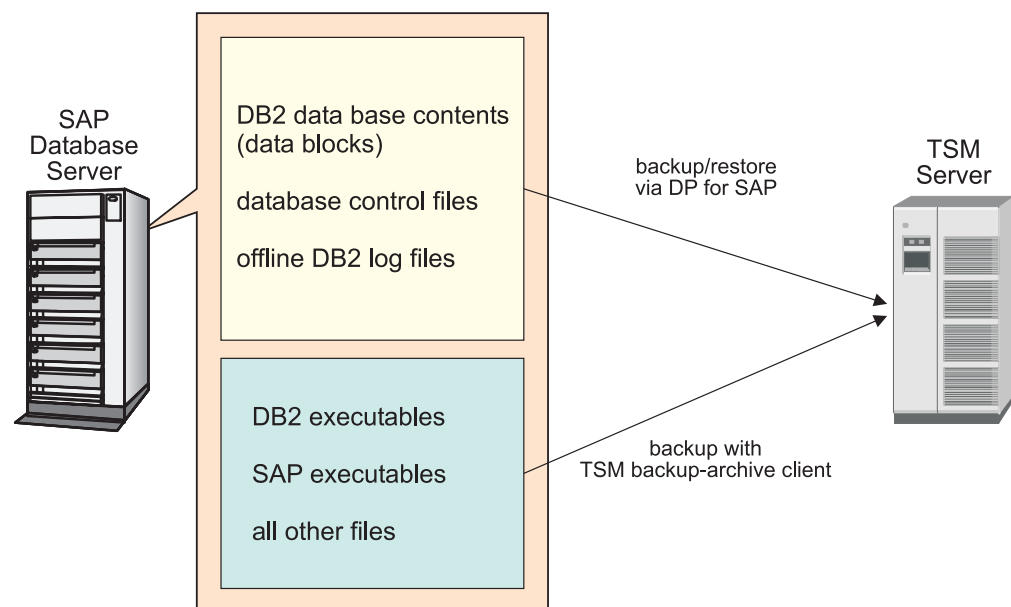 SAP
Database
Server
DB2 data base contents
(data blocks)
database control files
offline DB2 log files
DB2 executables
SAP executables
all other files
backup/restore
via DP for SAP
backup with
TSM backup-archive client
TSM
Server